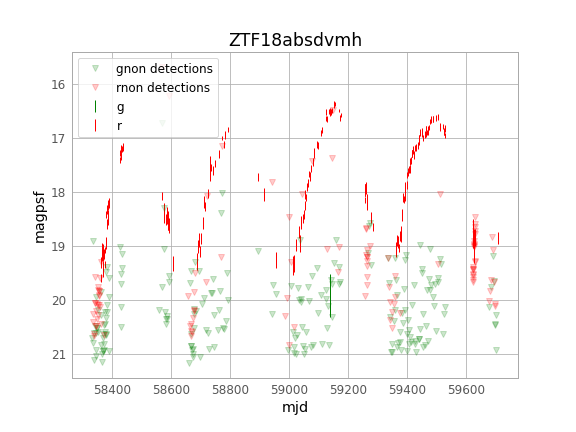 ZTF18absdvmh
gnon detections
rnon detections
g
r
magpsf
16
17
18
19
20
21
58400 58600 58800 59000 59200 59400 59600
mjd